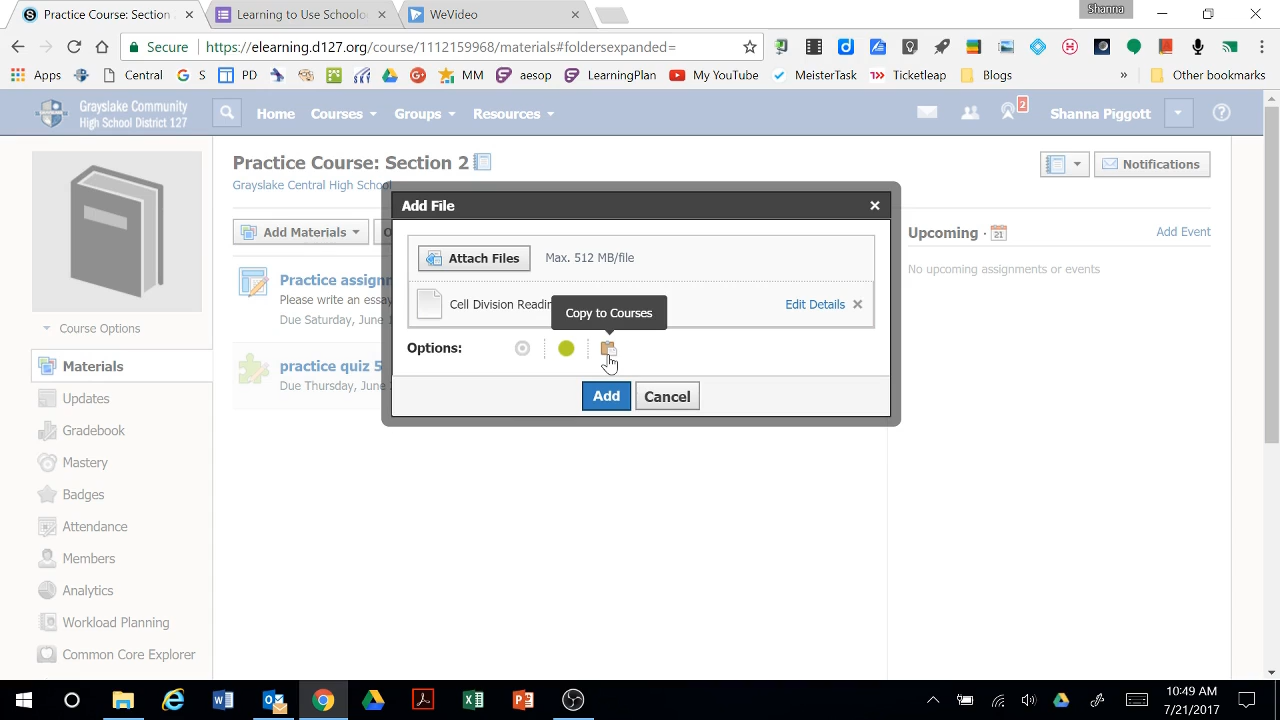 Practice Course: Section
Learning to Use Schoolo
WeVideo
Shanna
Secure
https://elearning.d127.org/course/1112159968/materials#foldersexpanded=
Apps
Central
S
PD
MM
aesop
LearningPlan
My YouTube
MeisterTask
Ticketleap
Blogs
»
Other bookmarks
Grayslake Community
High School District 127
Home
Courses
Groups
Resources
2
Shanna Piggott
Practice Course: Section 2
Grayslake Central High School
Notifications
Add Materials
Add File
Attach Files
Max. 512 MB/file
Cell Division Readin
Edit Details
Copy to Courses
Options:
Add
Cancel
Upcoming ·
21
Add Event
No upcoming assignments or events
Practice assignm
Please write an essay
Due Saturday, June
practice quiz 5
Due Thursday, June
Course Options
Materials
Updates
Gradebook
Mastery
Badges
Attendance
Members
Analytics
Workload Planning
Common Core Explorer
10:49 AM
7/21/2017